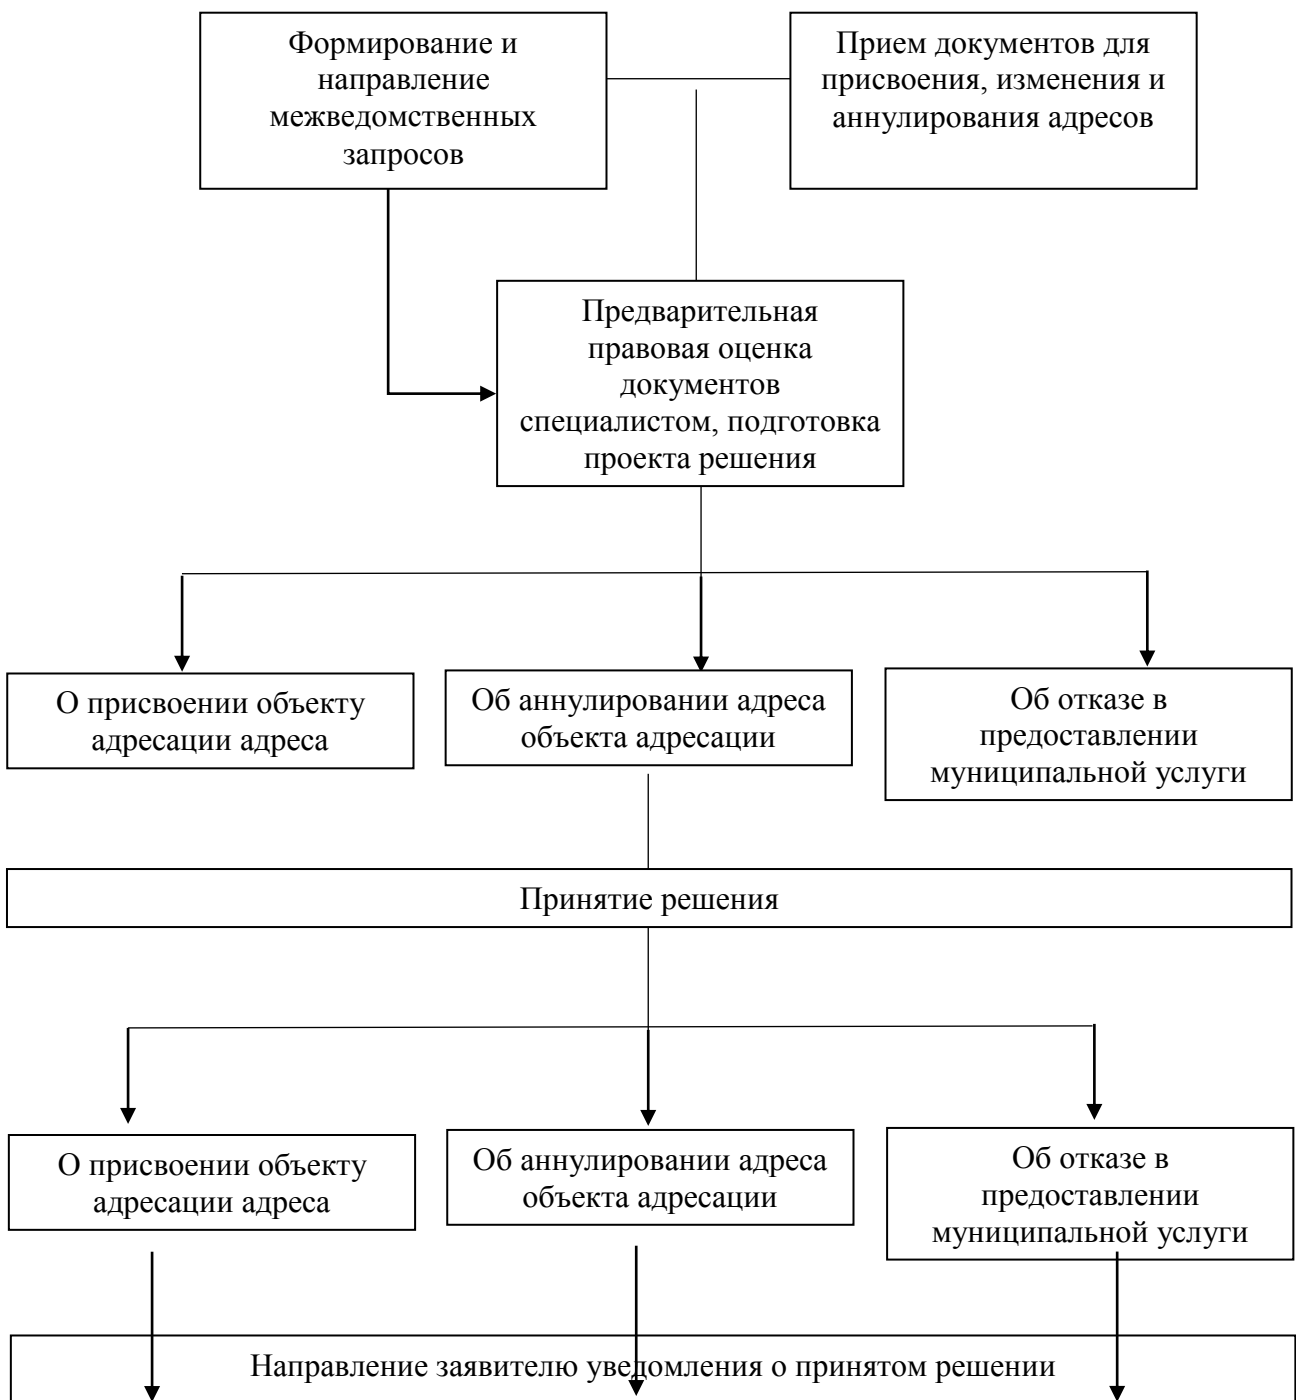 Формирование и
направление
межведомственных
запросов
Прием документов для
присвоения, изменения и
аннулирования адресов
Предварительная
правовая оценка
документов
специалистом, подготовка
проекта решения
О присвоении объекту
адресации адреса
Об аннулировании адреса
объекта адресации
Об отказе в
предоставлении
муниципальной услуги
Принятие решения
О присвоении объекту
адресации адреса
Об аннулировании адреса
объекта адресации
Об отказе в
предоставлении
муниципальной услуги
Направление заявителю уведомления о принятом решении